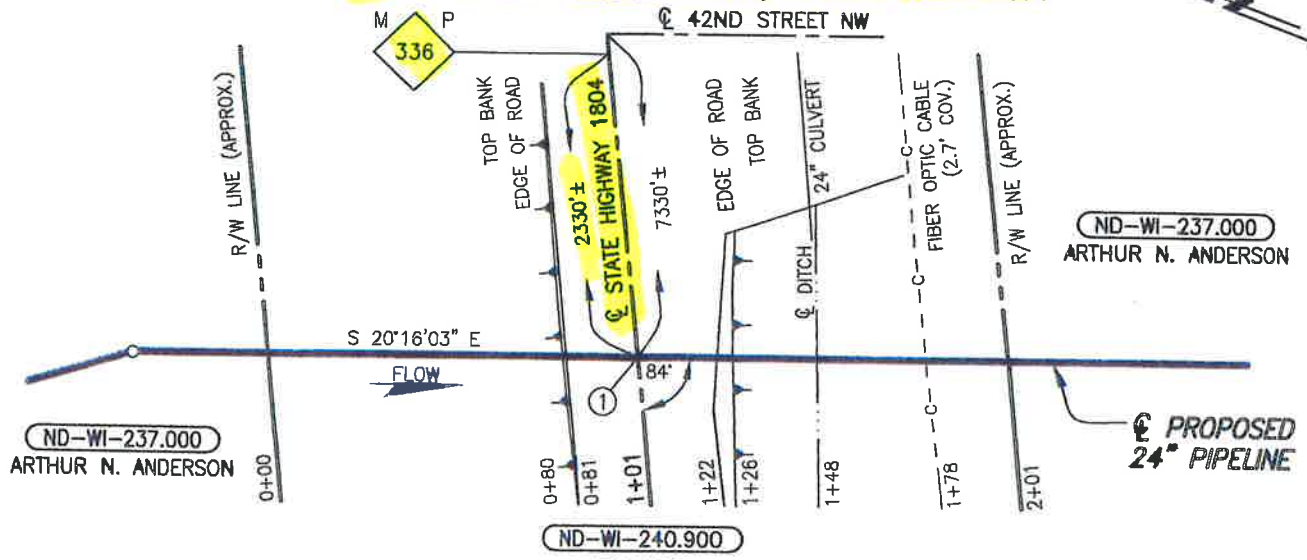 ℄ 42ND STREET NW
M P
336
R/W LINE (APPROX.)
TOP BANK
EDGE OF ROAD
2330'±
℄ STATE HIGHWAY 1804
7330'±
EDGE OF ROAD
TOP BANK
24" CULVERT
℄ DITCH
C
FIBER OPTIC CABLE
(2.7' COV.)
C
C
C
R/W LINE (APPROX.)
ND-WI-237.000
ARTHUR N. ANDERSON
S 20°16'03" E
FLOW
84'
1
ND-WI-237.000
ARTHUR N. ANDERSON
℄ PROPOSED
24" PIPELINE
0+00
0+80
0+81
1+01
1+22
1+26
1+48
1+78
2+01
ND-WI-240.900